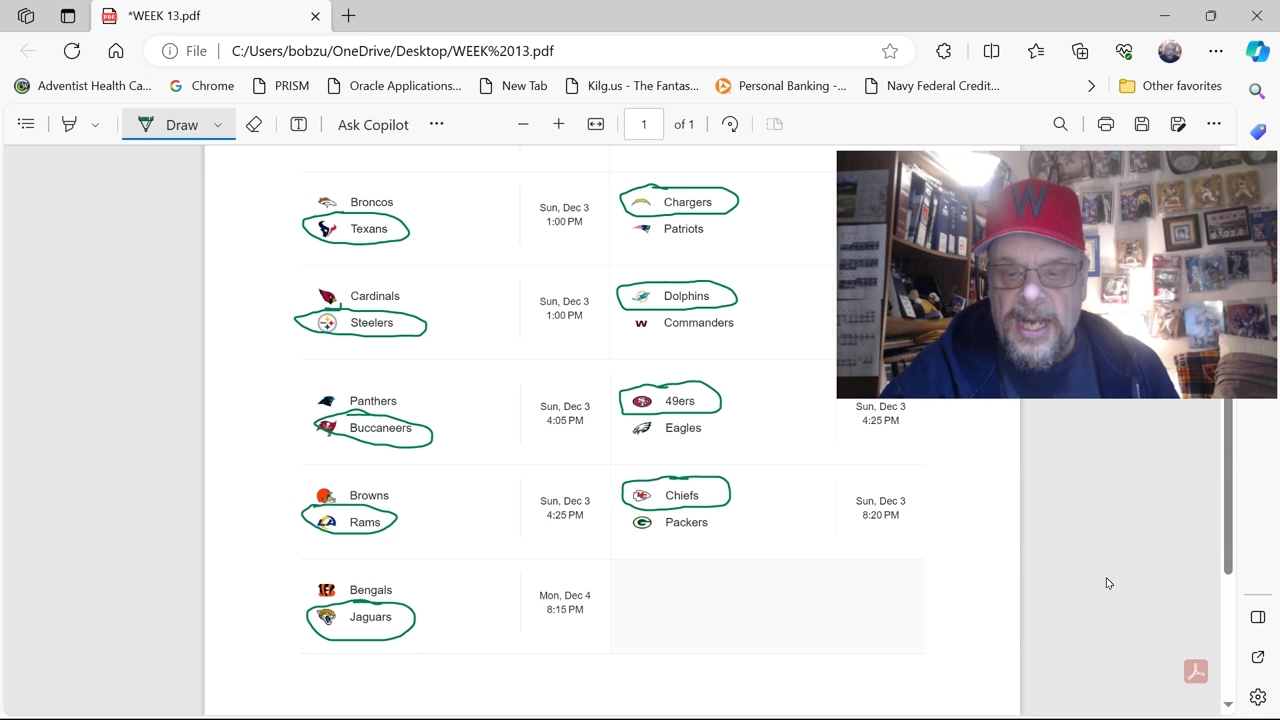 *WEEK 13.pdf
File C:/Users/bobzu/OneDrive/Desktop/WEEK%2013.pdf
Adventist Health Ca... Chrome PRISM Oracle Applications... New Tab Kilg.us - The Fantas... Personal Banking -... Navy Federal Credit... Other favorites
Draw Ask Copilot 1 of 1
Broncos
Texans
Sun, Dec 3
1:00 PM
Chargers
Patriots
Cardinals
Steelers
Sun, Dec 3
1:00 PM
Dolphins
Commanders
Panthers
Buccaneers
Sun, Dec 3
4:05 PM
49ers
Eagles
Sun, Dec 3
4:25 PM
Browns
Rams
Sun, Dec 3
4:25 PM
Chiefs
Packers
Sun, Dec 3
8:20 PM
Bengals
Jaguars
Mon, Dec 4
8:15 PM
W